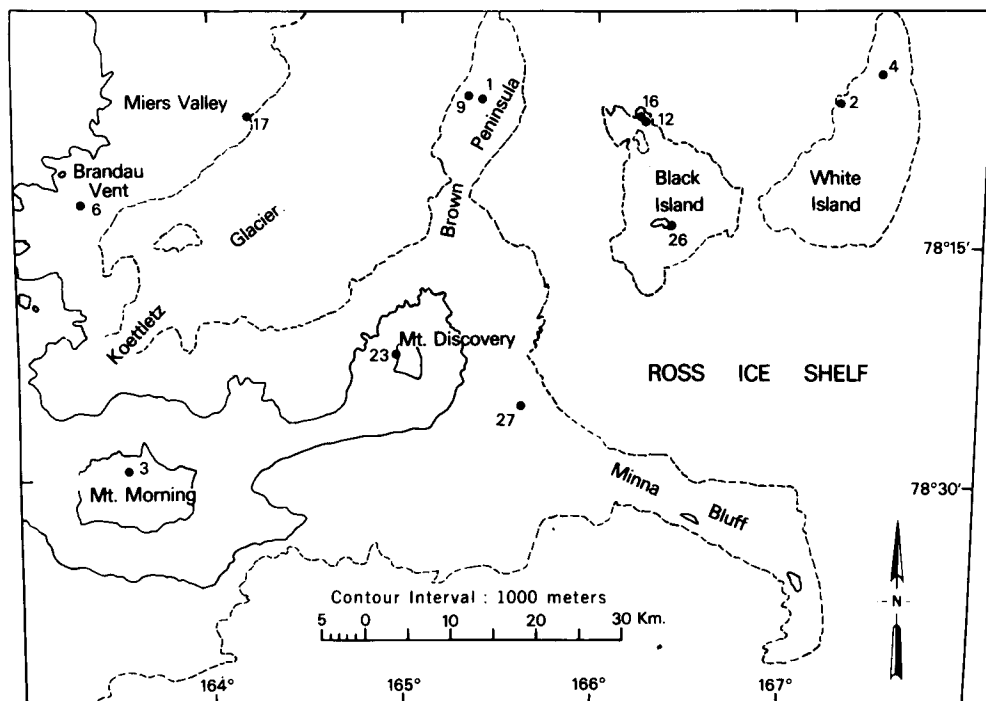 4
1
9
2
Miers Valley
17
16
12
Peninsula
Brandau
Vent
6
Black
Island
White
Island
Glacier
Brown
26
78°15'
Koettletz
Mt. Discovery
23
ROSS ICE SHELF
27
3
Mt. Morning
Minna
Bluff
78°30'
Contour Interval : 1000 meters
5 0 10 20 30 Km.
N
164°
165°
166°
167°